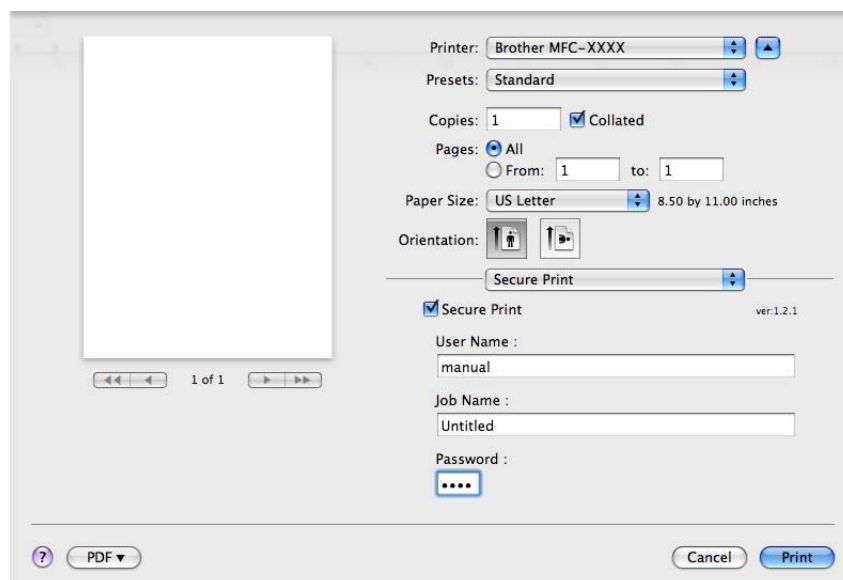 Printer: Brother MFC-XXXX
Presets: Standard
Copies: 1 Collated
Pages: All
From: 1 to: 1
Paper Size: US Letter 8.50 by 11.00 inches
Orientation:
Secure Print
Secure Print ver:1.2.1
User Name :
manual
Job Name :
Untitled
Password :
••••
1 of 1
? PDF ▼ Cancel Print